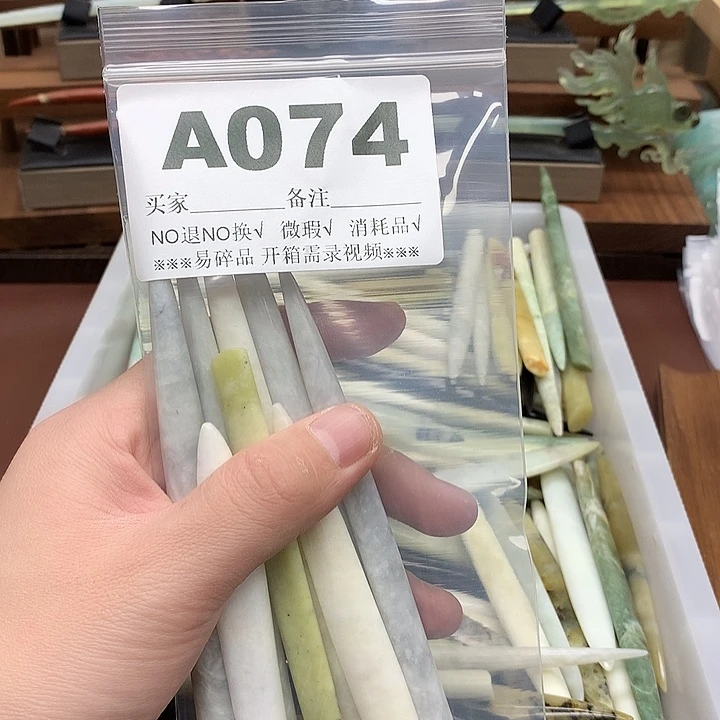 A074
买家________备注________
NO退NO换√ 微瑕√ 消耗品√
※※※易碎品 开箱需录视频※※※